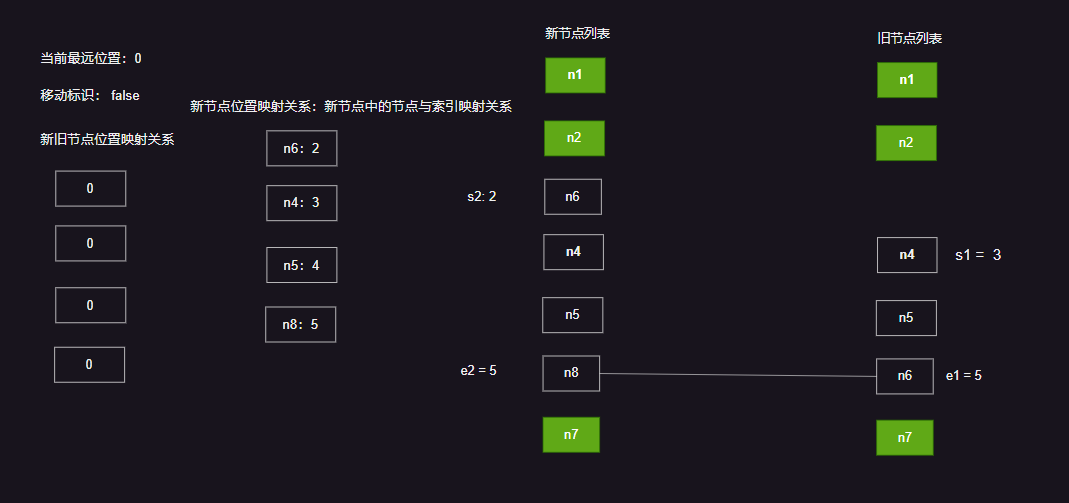 新节点列表
旧节点列表
当前最远位置：0
移动标识： false
新节点位置映射关系：新节点中的节点与索引映射关系
新旧节点位置映射关系
0
0
0
0
n6：2
n4：3
n5：4
n8：5
s2: 2
e2 = 5
n1
n2
n6
n4
n5
n8
n7
n1
n2
n4
n5
n6
n7
s1 = 3
e1 = 5